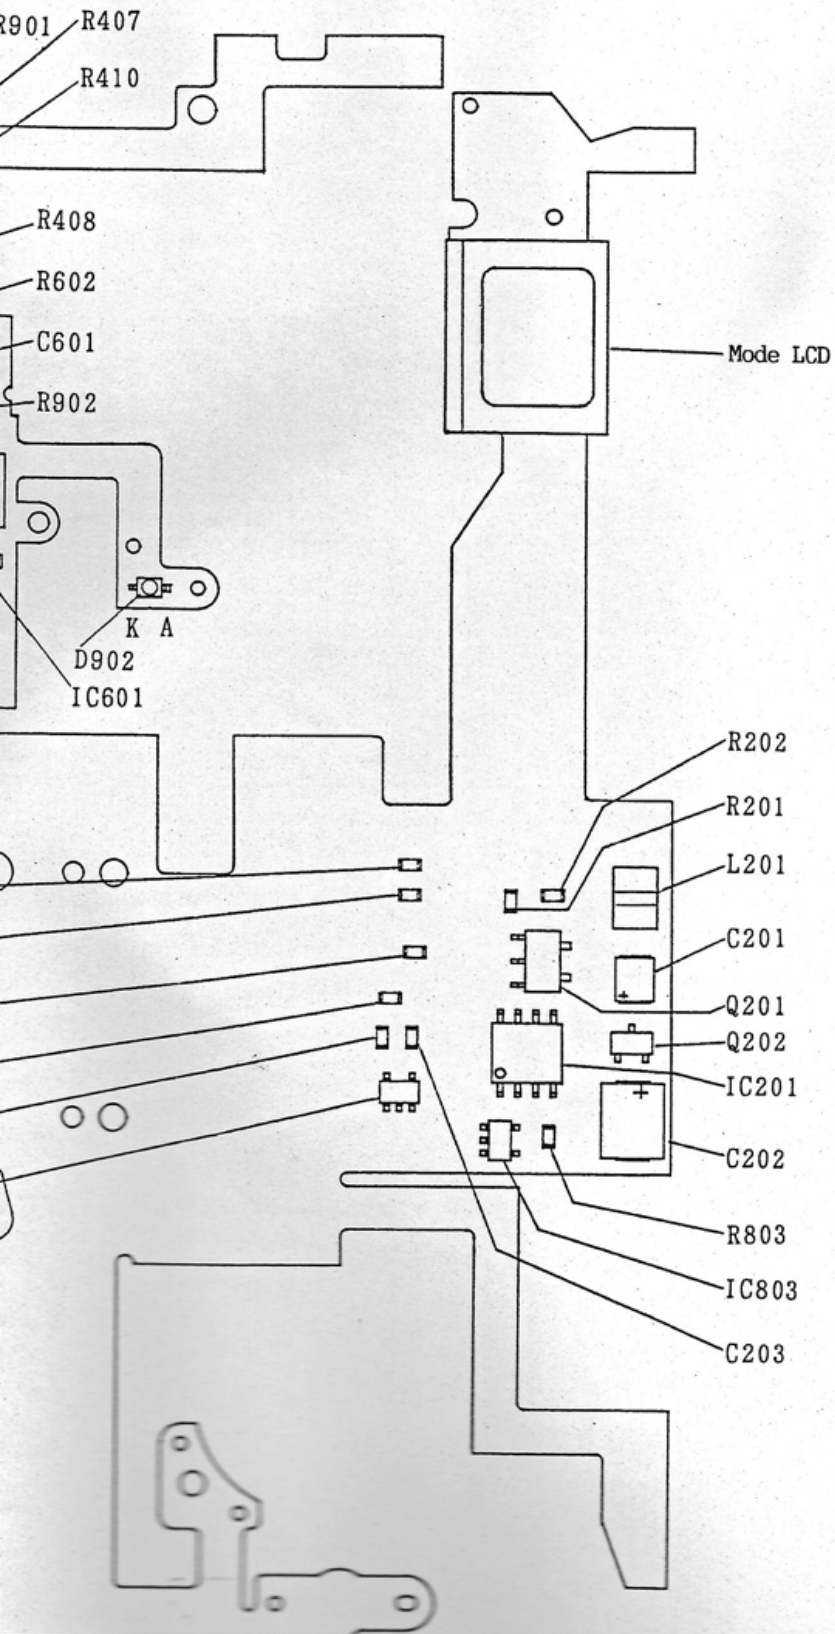 R901
R407
R410
R408
R602
C601
Mode LCD
R902
K A
D902
IC601
R202
R201
L201
C201
+
Q201
Q202
IC201
+
C202
R803
IC803
C203